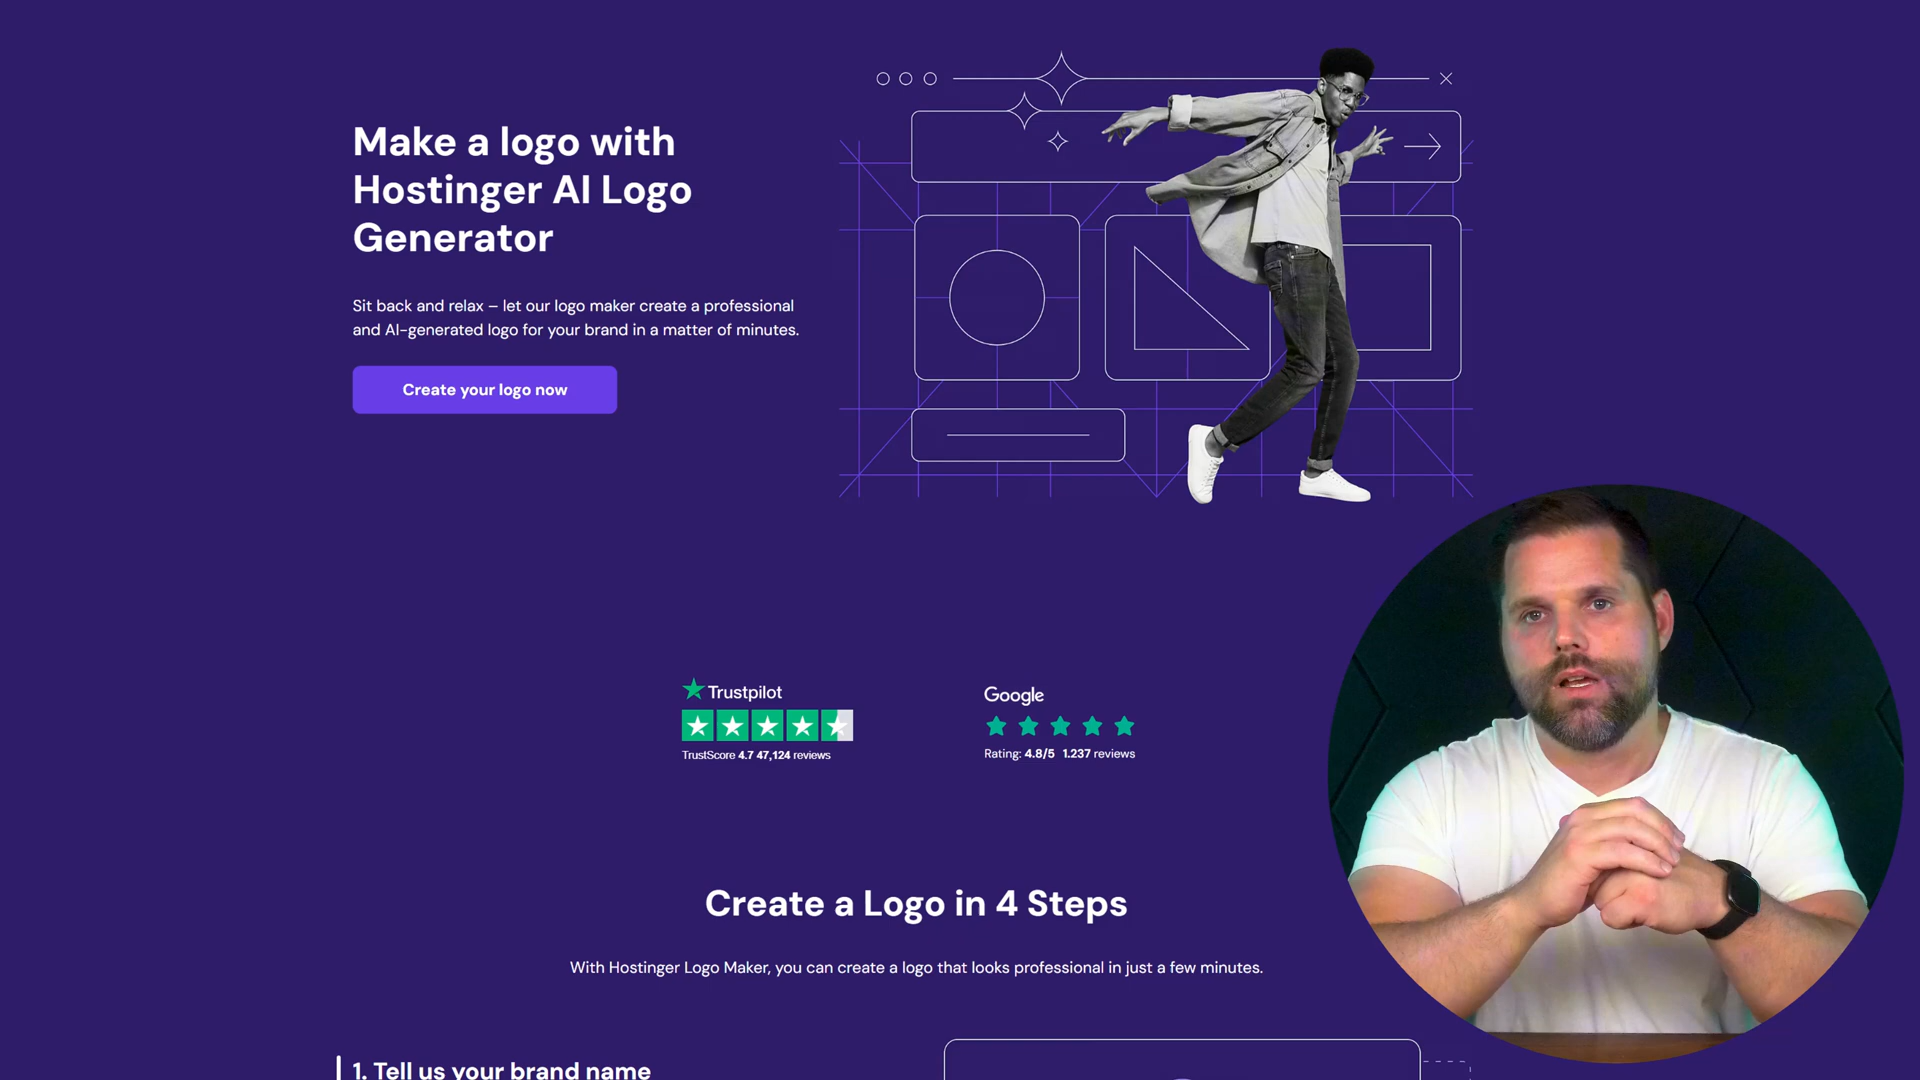 Make a logo with
Hostinger AI Logo
Generator
Sit back and relax – let our logo maker create a professional
and AI-generated logo for your brand in a matter of minutes.
Create your logo now
Trustpilot
TrustScore 4.7 47,124 reviews
Google
Rating: 4.8/5 1.237 reviews
Create a Logo in 4 Steps
With Hostinger Logo Maker, you can create a logo that looks professional in just a few minutes.
1. Tell us your brand name